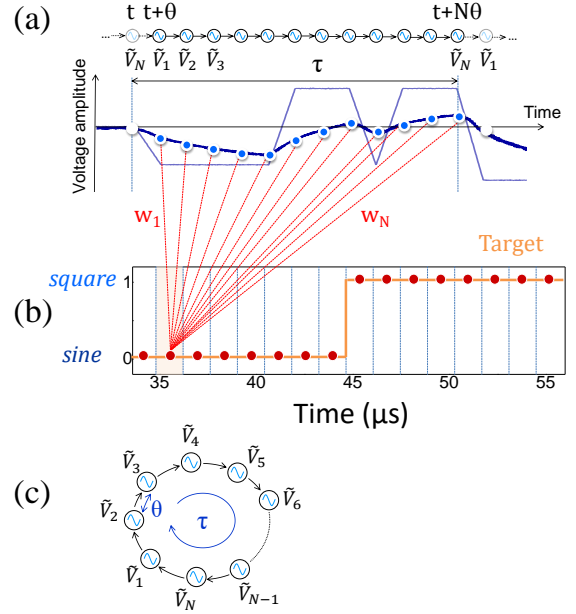 (a)
t t+θ t+Nθ
Ṽ_N Ṽ_1 Ṽ_2 Ṽ_3 Ṽ_N Ṽ_1
τ
Voltage amplitude
Time
w_1 w_N
Target
(b)
square 1
sine 0
35 40 45 50 55
Time (μs)
(c)
Ṽ_4
Ṽ_3 Ṽ_5
Ṽ_2 θ τ Ṽ_6
Ṽ_1 Ṽ_N Ṽ_{N−1}